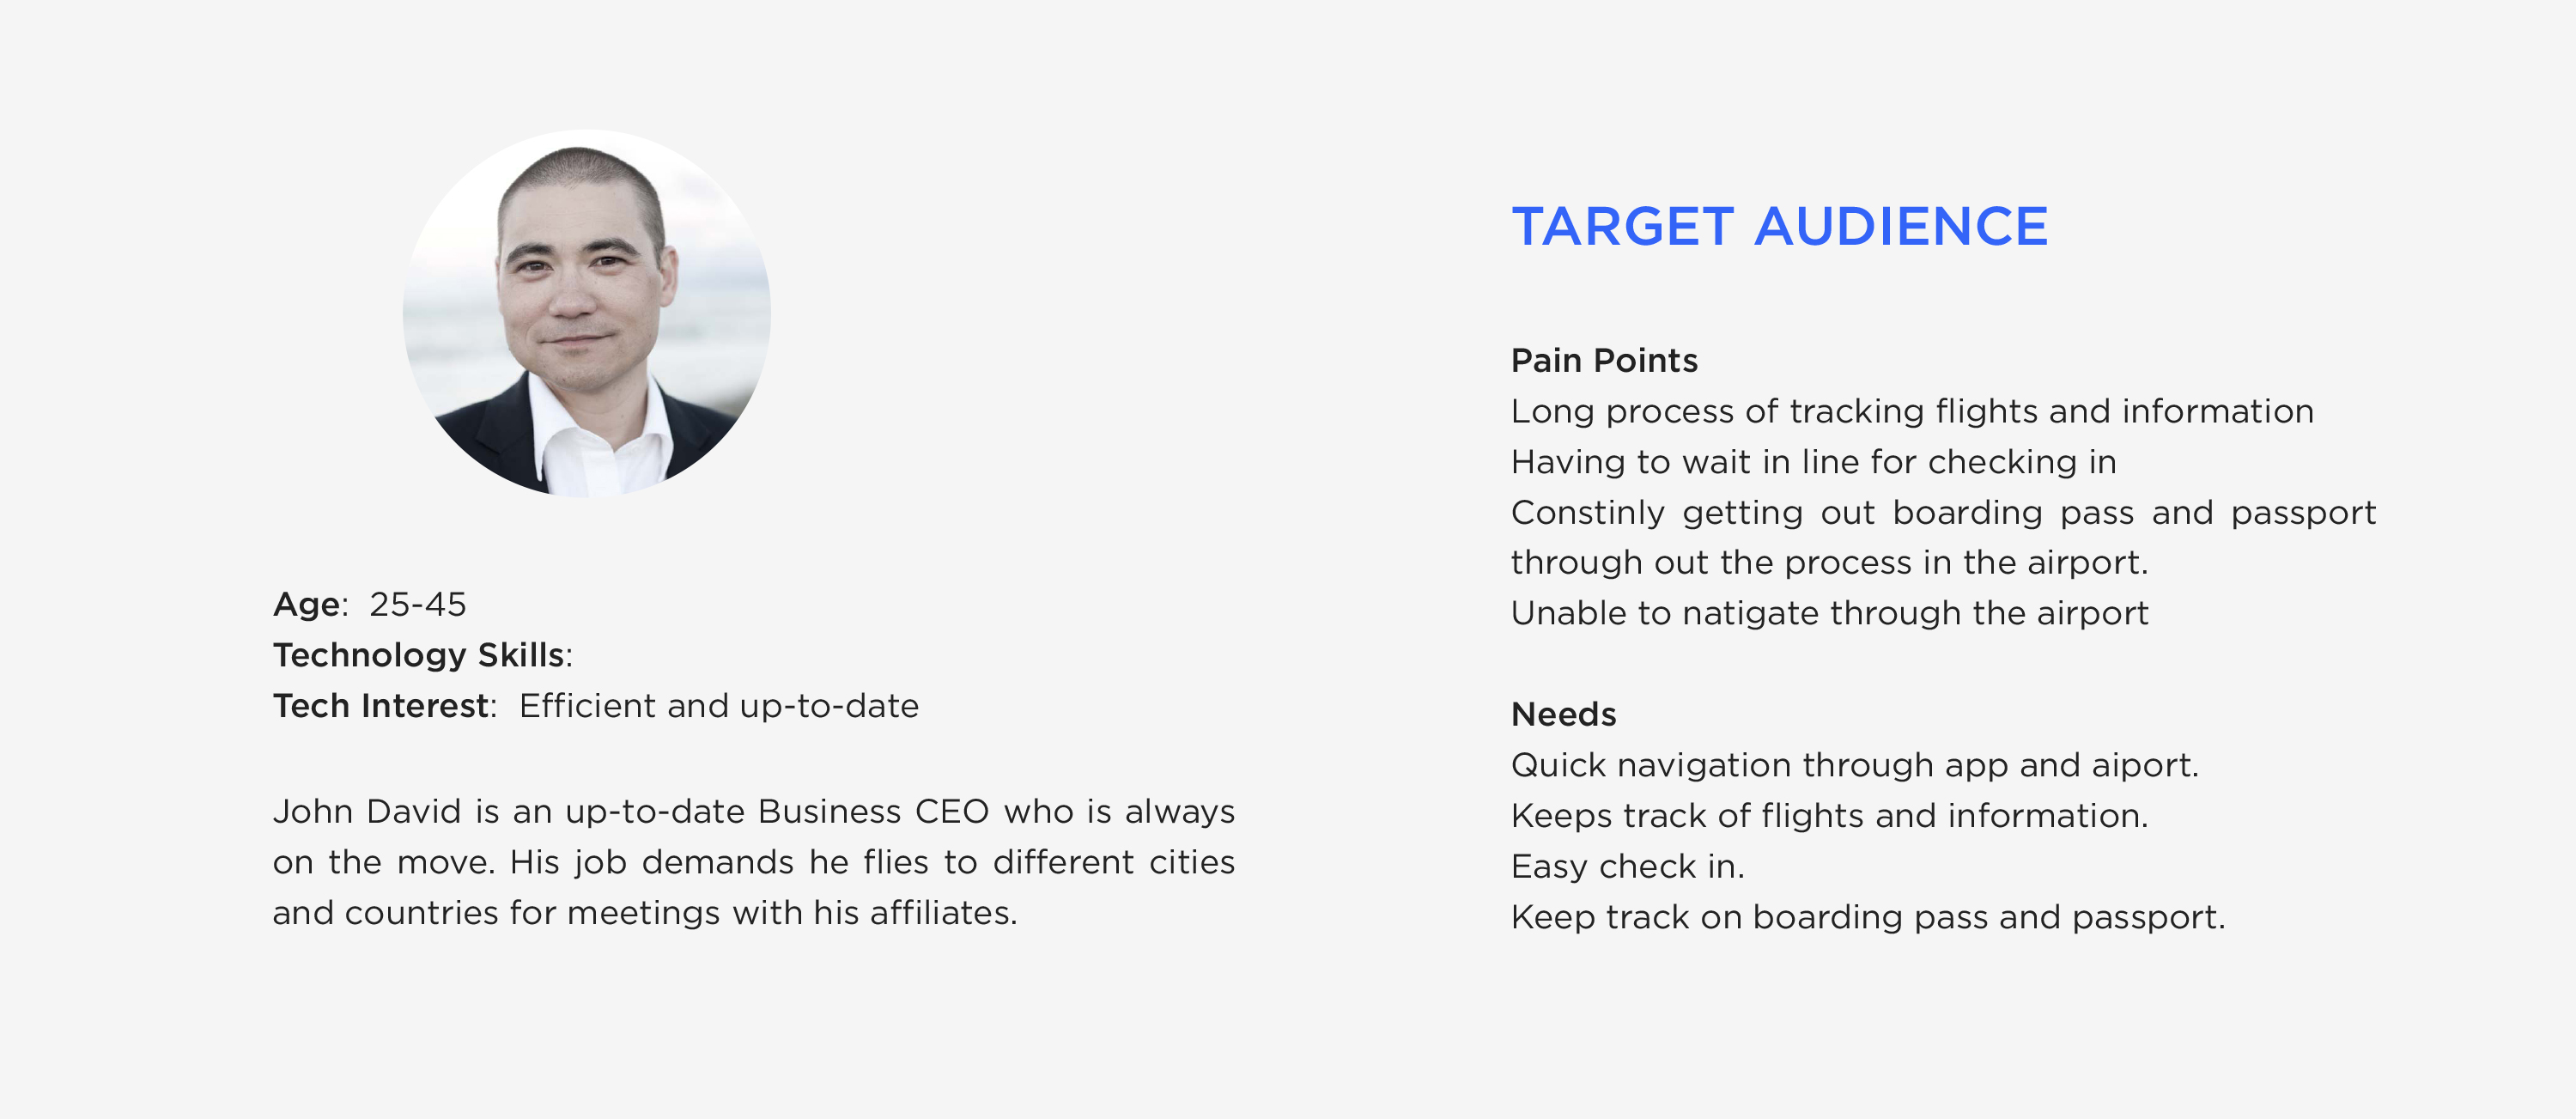 Age: 25-45
Technology Skills:
Tech Interest: Efficient and up-to-date
John David is an up-to-date Business CEO who is always
on the move. His job demands he flies to different cities
and countries for meetings with his affiliates.
TARGET AUDIENCE
Pain Points
Long process of tracking flights and information
Having to wait in line for checking in
Constinly getting out boarding pass and passport
through out the process in the airport.
Unable to natigate through the airport
Needs
Quick navigation through app and aiport.
Keeps track of flights and information.
Easy check in.
Keep track on boarding pass and passport.